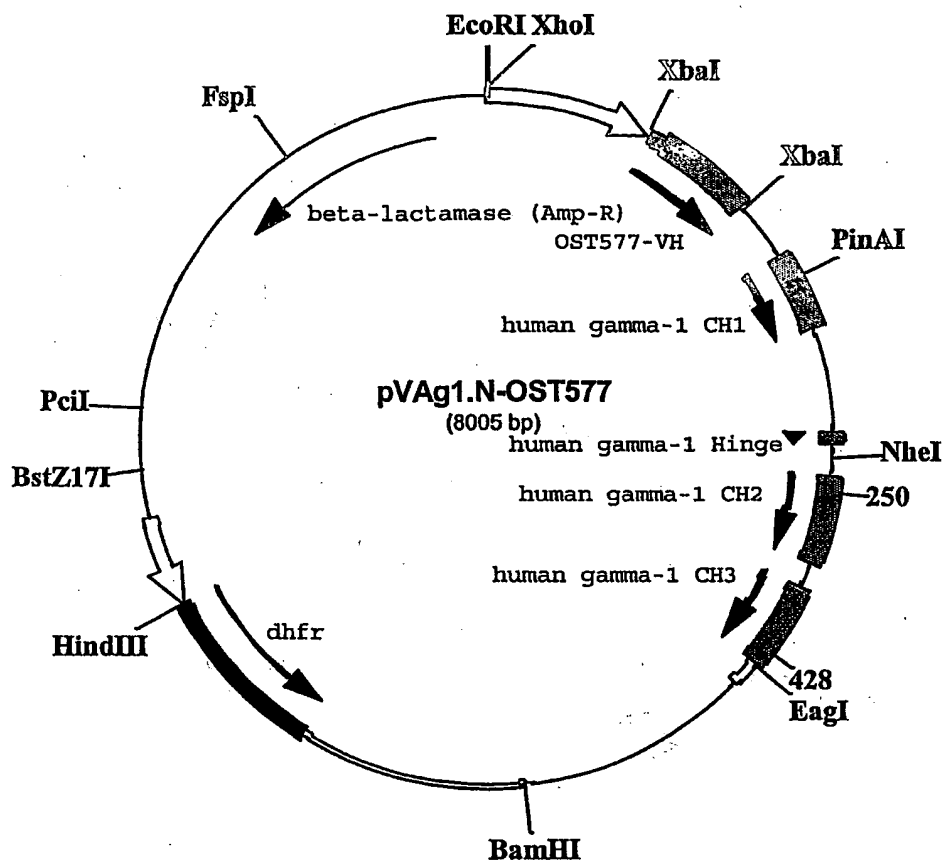 EcoRI XhoI
XbaI
FspI
XbaI
beta-lactamase (Amp-R)
OST577-VH
PinAI
human gamma-1 CH1
pVAg1.N-OST577
(8005 bp)
PciI
human gamma-1 Hinge
NheI
BstZ17I
human gamma-1 CH2
250
human gamma-1 CH3
dhfr
HindIII
428
EagI
BamHI